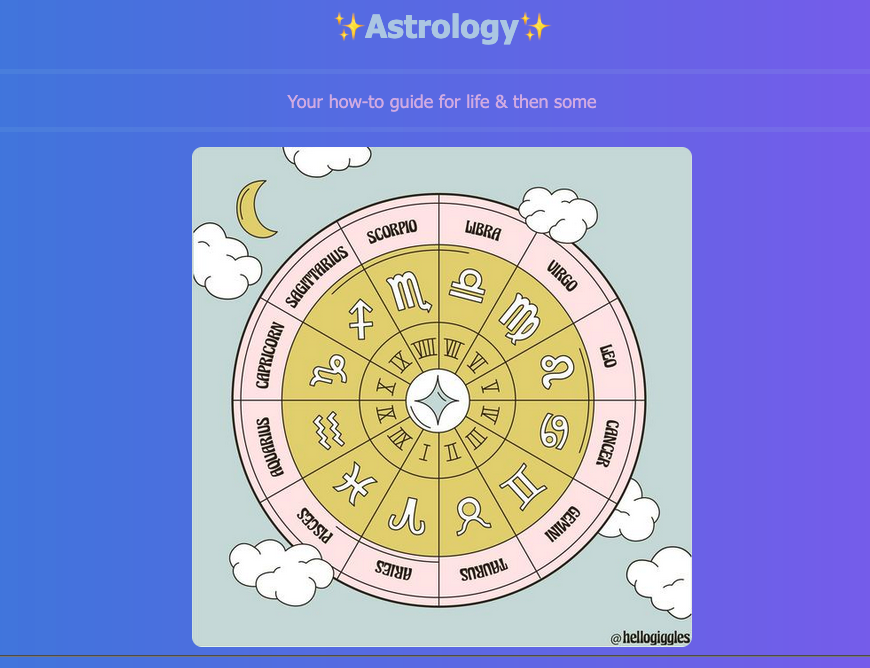 ✨Astrology✨
Your how-to guide for life & then some
SCORPIO
LIBRA
SAGITTARIUS
VIRGO
CAPRICORN
LEO
AQUARIUS
CANCER
PISCES
GEMINI
ARIES
TAURUS
VIII
VII
IX
VI
X
V
XI
IV
XII
III
I
II
@hellogiggles